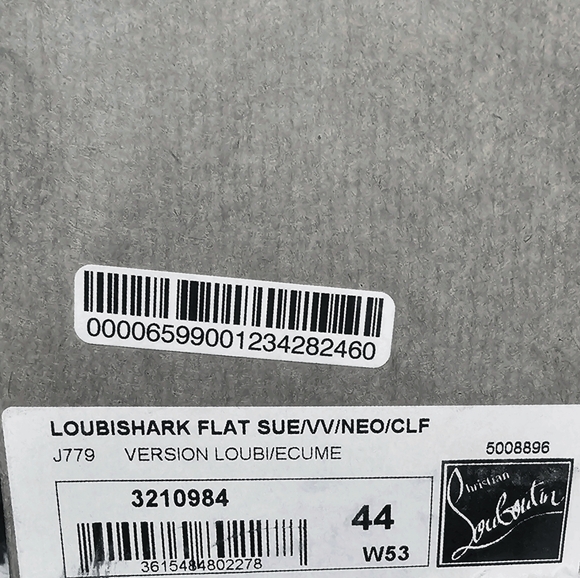 00006599001234282460
LOUBISHARK FLAT SUE/VV/NEO/CLF
J779 VERSION LOUBI/ECUME
5008896
3210984
44
W53
3615484802278
Christian
Louboutin